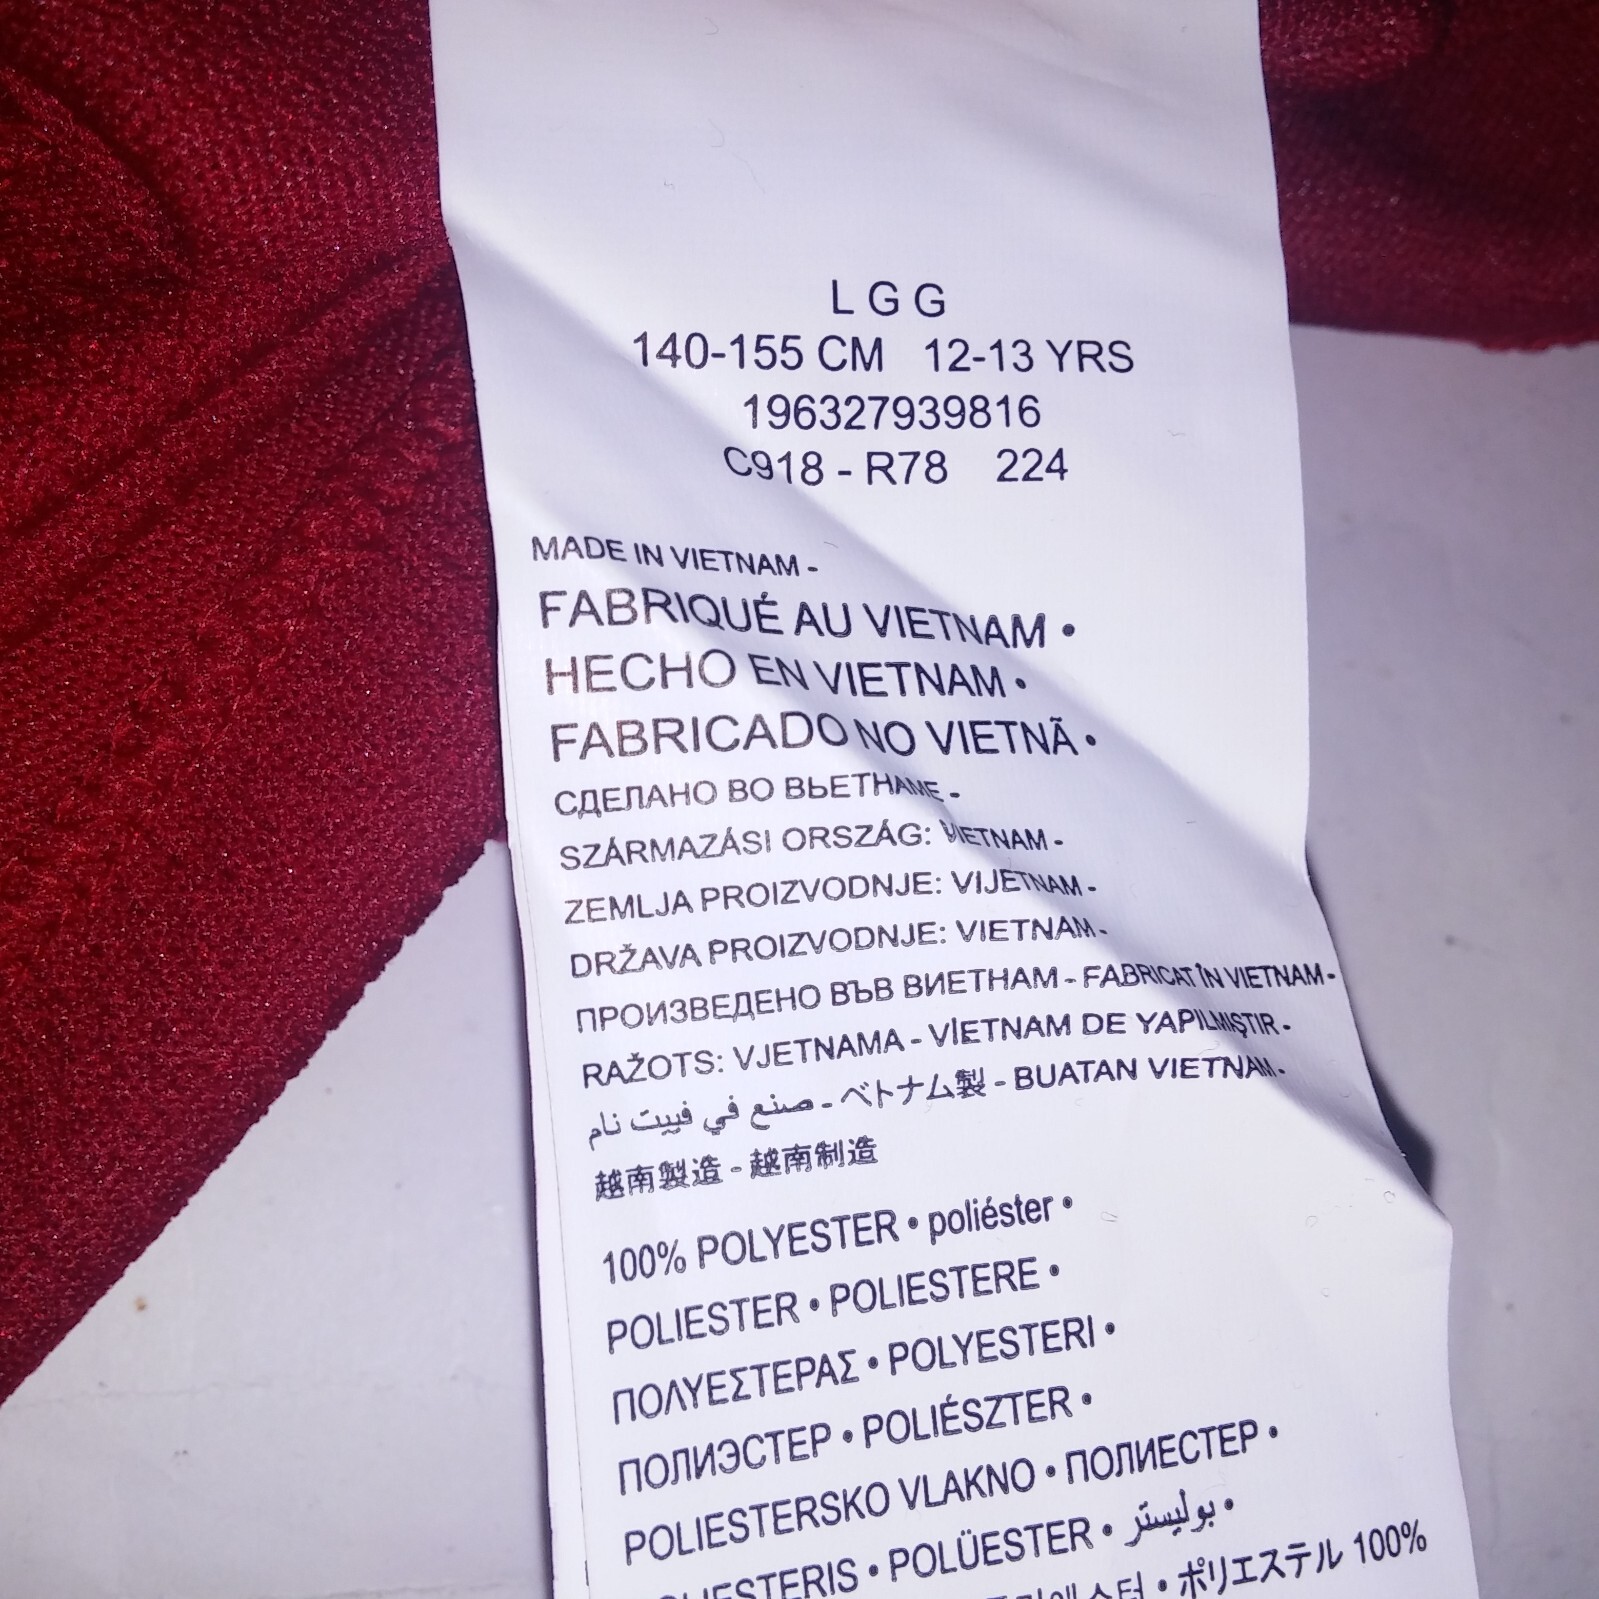 L G G
140-155 CM 12-13 YRS
196327939816
C918 - R78 224
MADE IN VIETNAM -
FABRIQUÉ AU VIETNAM •
HECHO EN VIETNAM •
FABRICADO NO VIETNÃ •
СДЕЛАНО ВО ВЬЕТНАМЕ -
SZÁRMAZÁSI ORSZÁG: VIETNAM -
ZEMLJA PROIZVODNJE: VIJETNAM -
DRŽAVA PROIZVODNJE: VIETNAM -
ПРОИЗВЕДЕНО ВЪВ ВИЕТНАМ - FABRICAT ÎN VIETNAM -
RAŽOTS: VJETNAMA - VİETNAM DE YAPILMIŞTIR -
صنع في فييت نام - ベトナム製 - BUATAN VIETNAM -
越南製造 - 越南制造
100% POLYESTER • poliéster •
POLIESTER • POLIESTERE •
ΠΟΛΥΕΣΤΕΡΑΣ • POLYESTERI •
ПОЛИЭСТЕР • POLIÉSZTER •
POLIESTERSKO VLAKNO • ПОЛИЕСТЕР •
POLIESTERIS • POLÜESTER • بوليستر •
• ポリエステル 100%